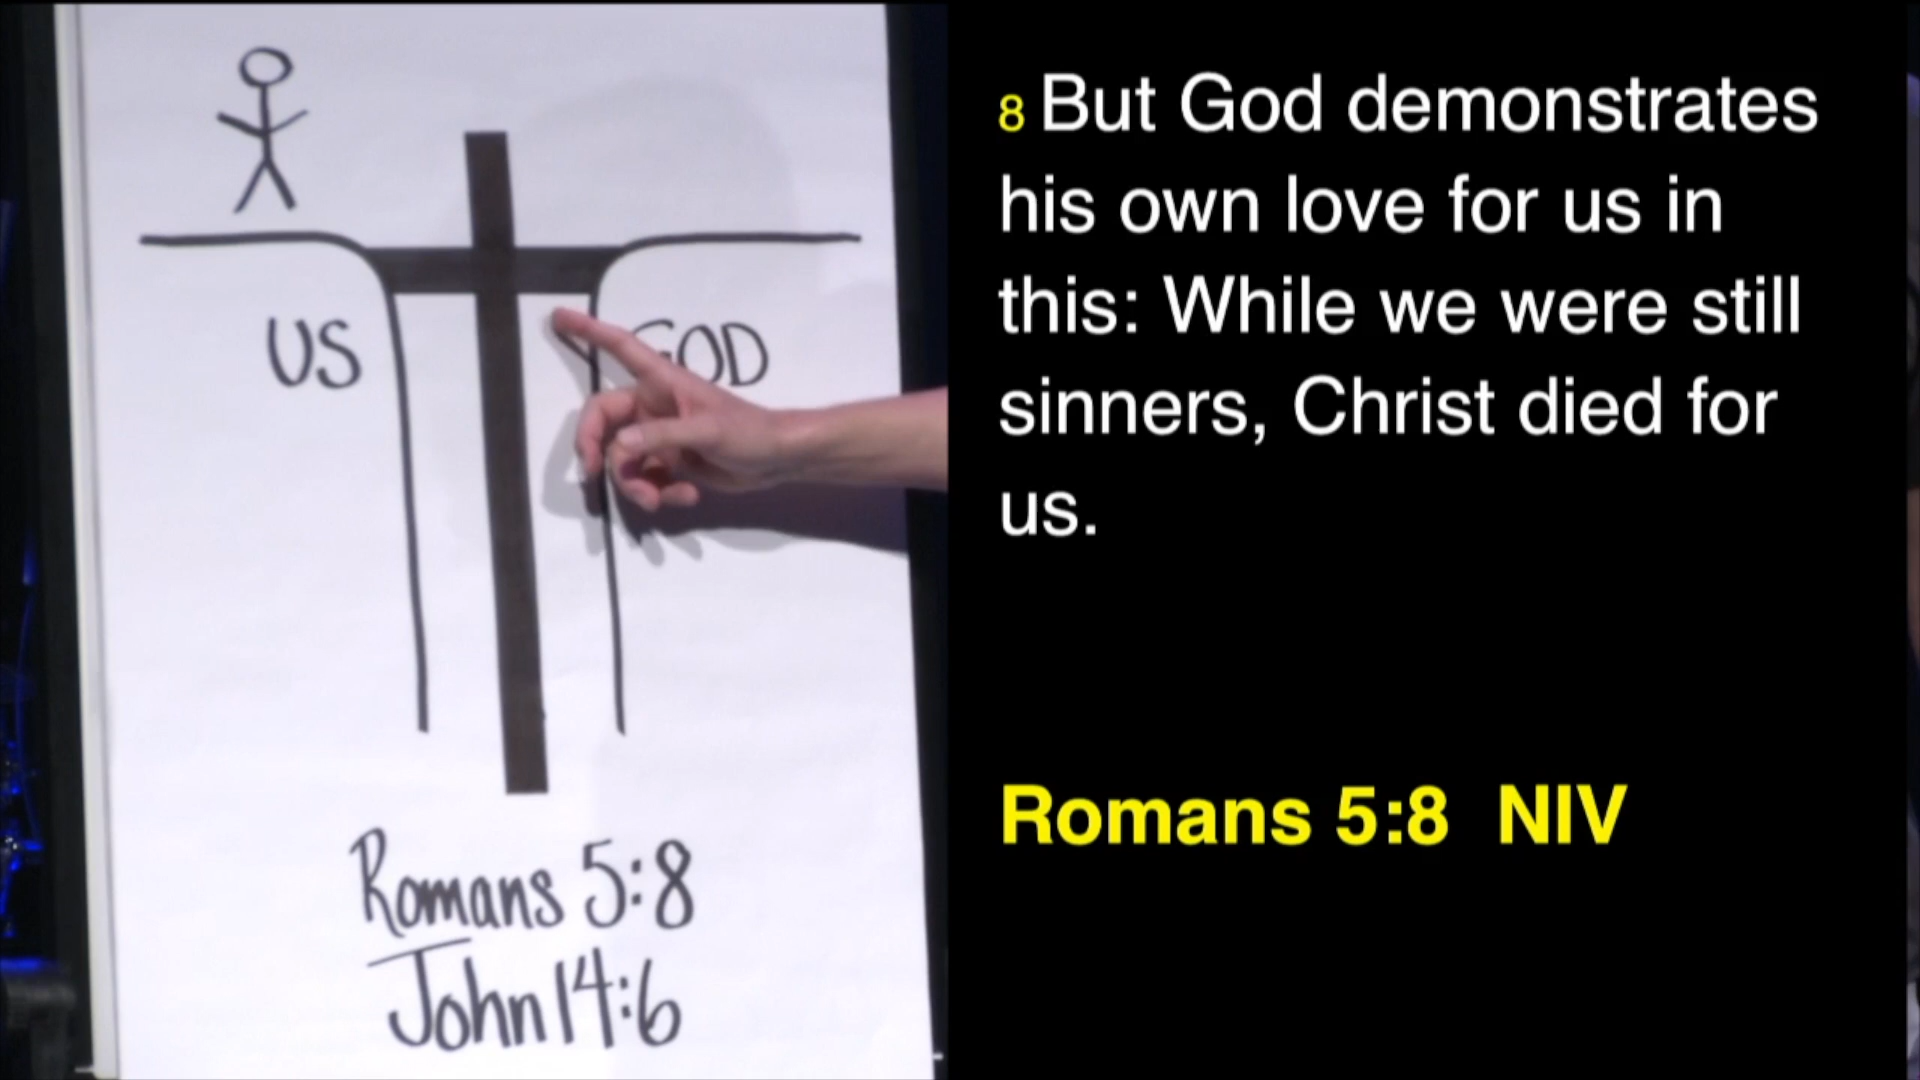 US
GOD
Romans 5:8
John 14:6
8 But God demonstrates
his own love for us in
this: While we were still
sinners, Christ died for
us.
Romans 5:8 NIV